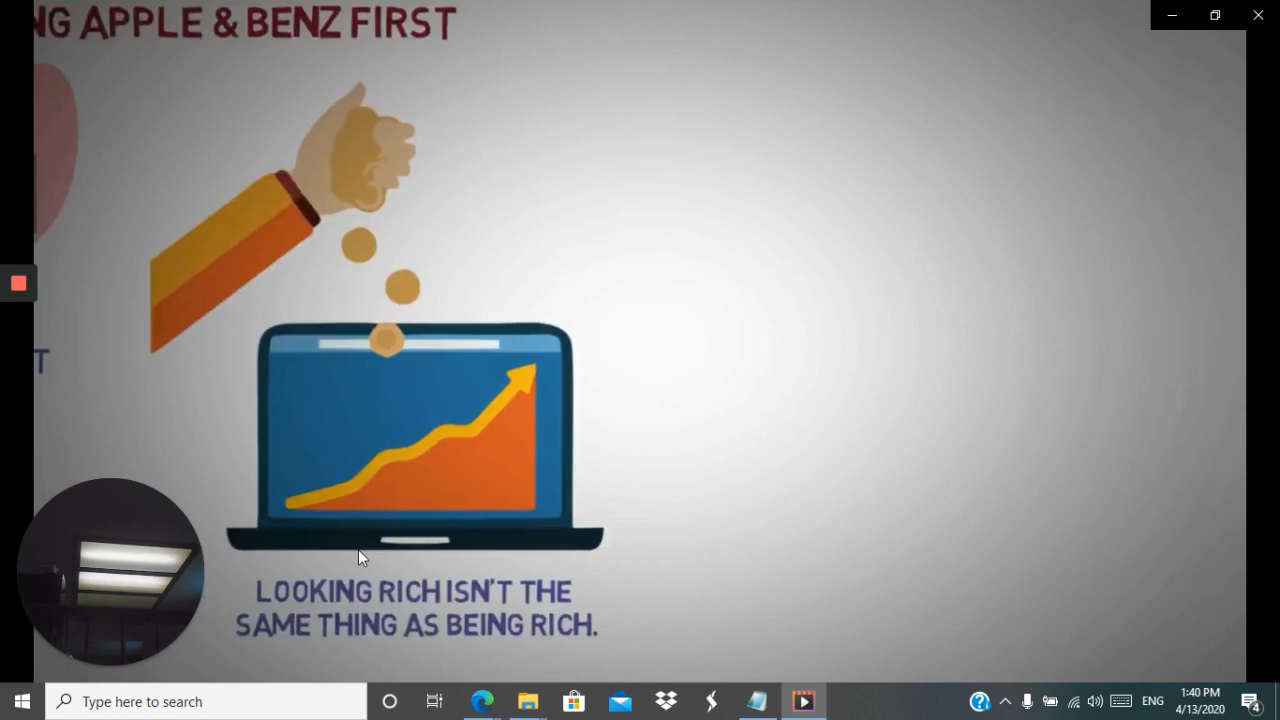 NG APPLE & BENZ FIRST
T
LOOKING RICH ISN'T THE
SAME THING AS BEING RICH.
Type here to search
ENG
1:40 PM
4/13/2020
4